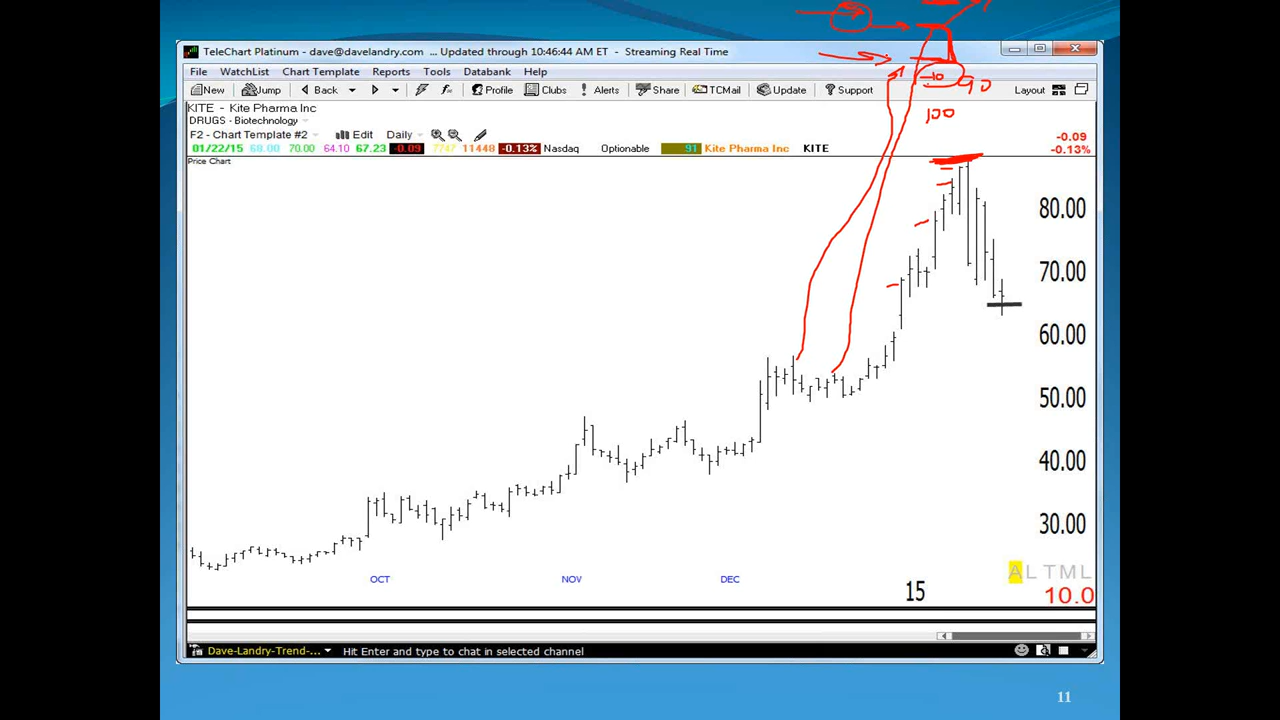 TeleChart Platinum - dave@davelandry.com ... Updated through 10:46:44 AM ET - Streaming Real Time
File WatchList Chart Template Reports Tools Databank Help
New Jump Back Profile Clubs Alerts Share TCMail Update Support Layout
-10 90
100
KITE - Kite Pharma Inc
DRUGS - Biotechnology
F2 - Chart Template #2 Edit Daily
-0.09
01/22/15 68.00 70.00 64.10 67.23 -0.09 7747 11448 -0.13% Nasdaq Optionable 91 Kite Pharma Inc KITE -0.13%
Price Chart
80.00
70.00
60.00
50.00
40.00
30.00
A L T M L
OCT NOV DEC 15 10.0
Dave-Landry-Trend-... Hit Enter and type to chat in selected channel
11